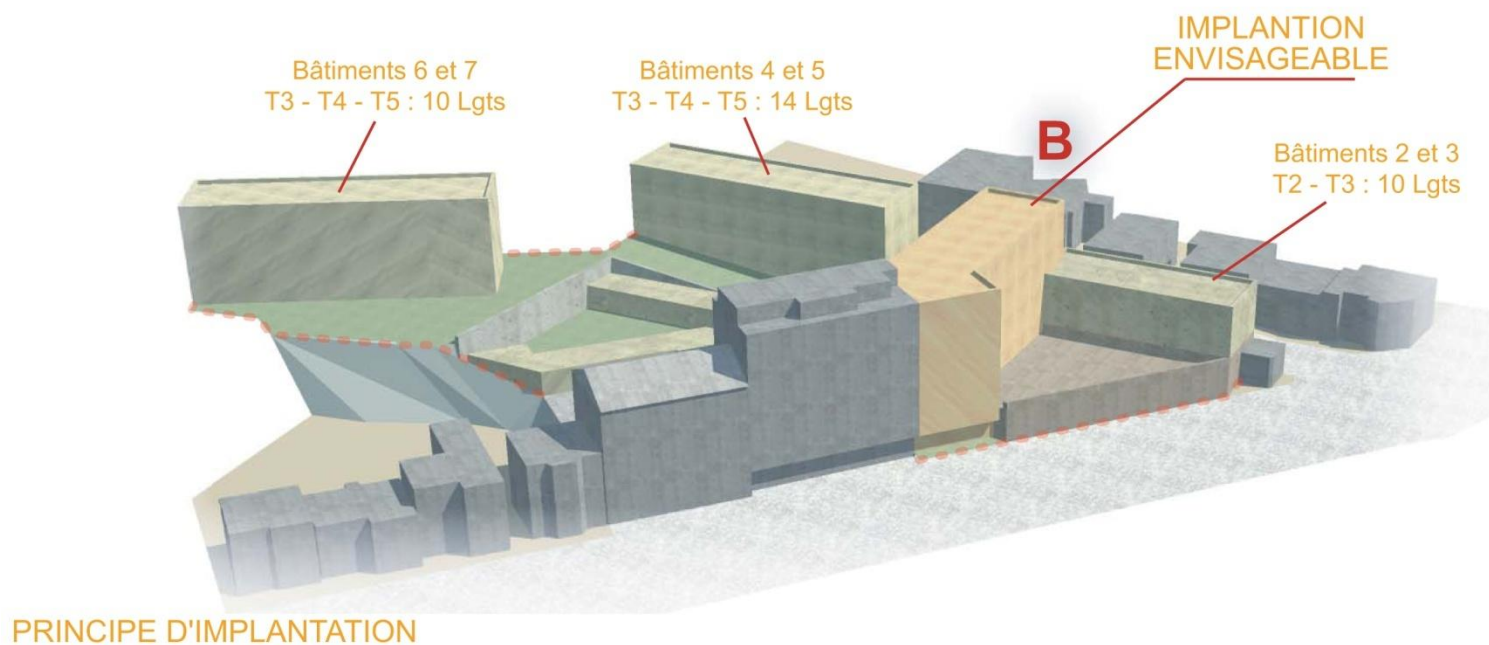 IMPLANTION
ENVISAGEABLE
Bâtiments 6 et 7
T3 - T4 - T5 : 10 Lgts
Bâtiments 4 et 5
T3 - T4 - T5 : 14 Lgts
B
Bâtiments 2 et 3
T2 - T3 : 10 Lgts
PRINCIPE D'IMPLANTATION